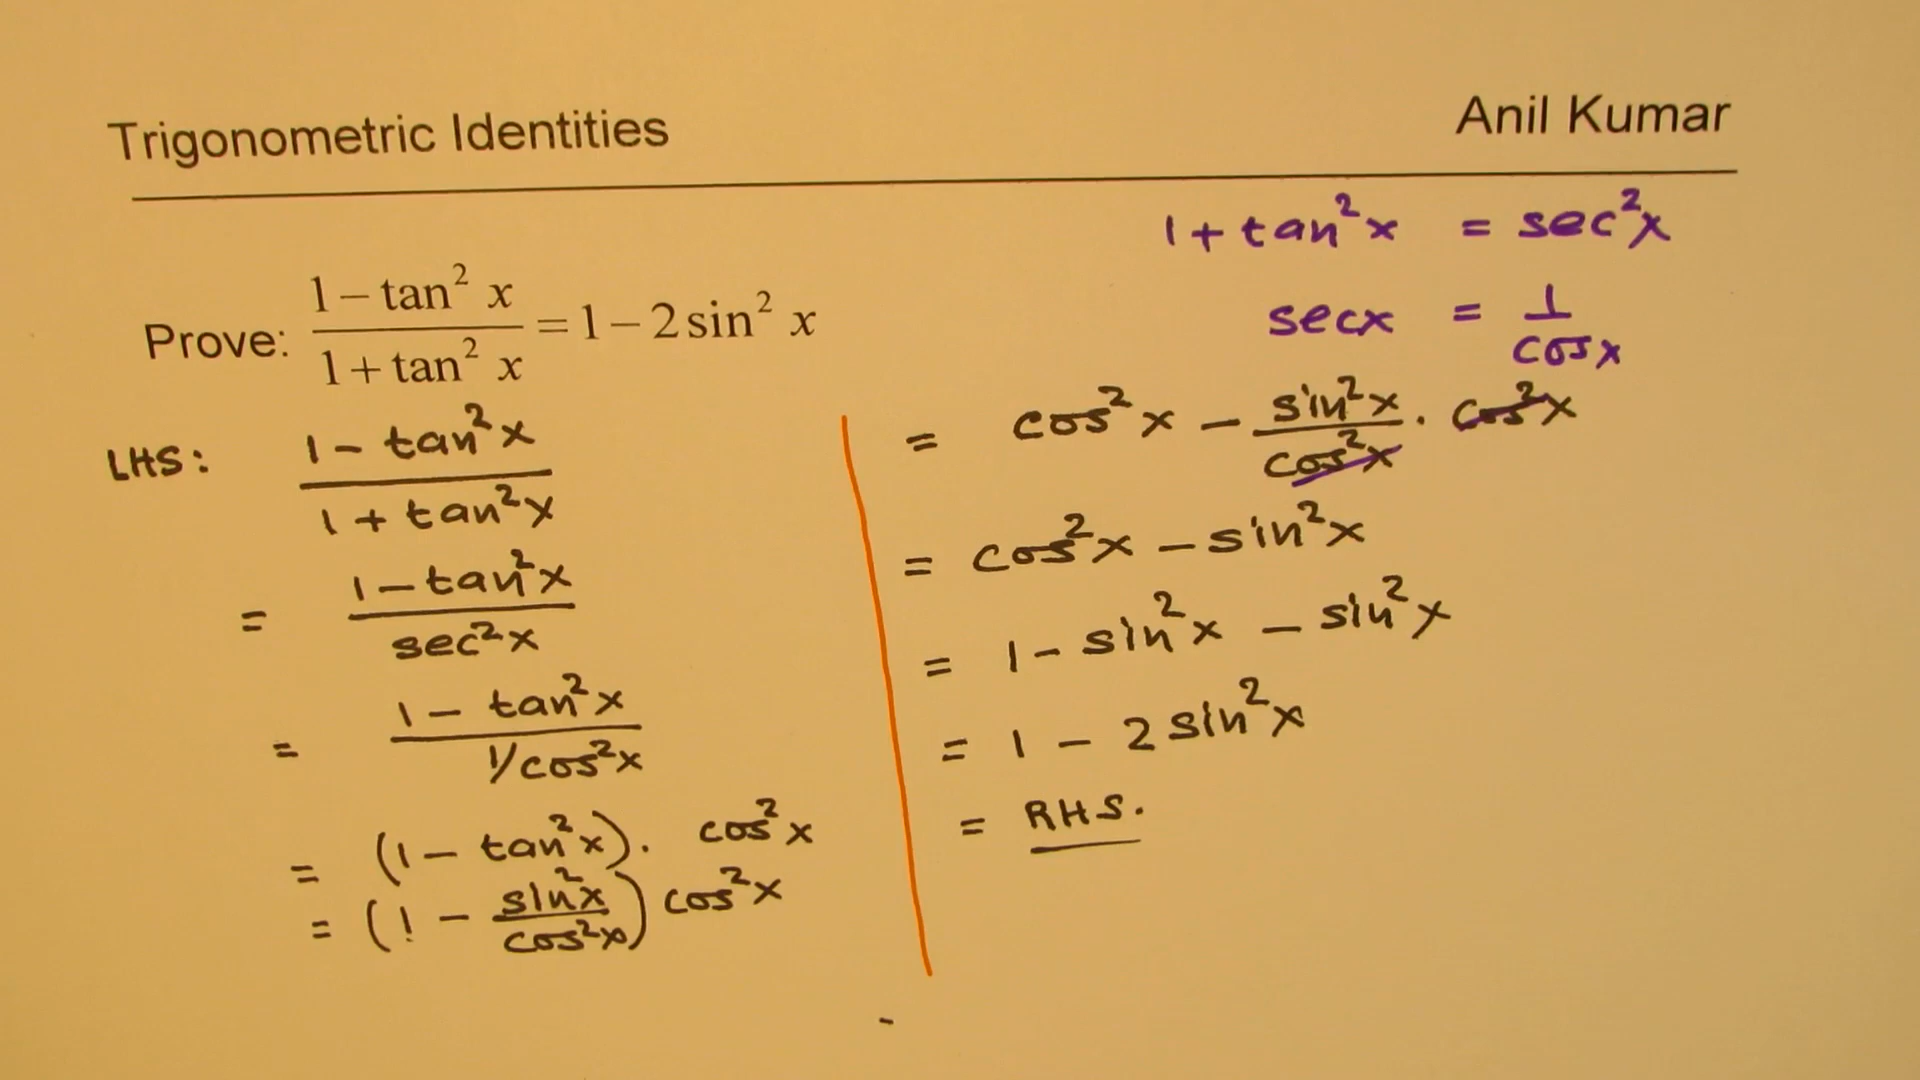 Trigonometric Identities
Anil Kumar
1 + tan²x = sec²x
sec x = 1/cos x
Prove: (1 − tan² x)/(1 + tan² x) = 1 − 2 sin² x
LHS: (1 − tan²x)/(1 + tan²x)
= (1 − tan²x)/(sec²x)
= (1 − tan²x)/(1/cos²x)
= (1 − tan²x) · cos²x
= (1 − sin²x/cos²x) cos²x
= cos²x − sin²x/cos²x · cos²x
= cos²x − sin²x
= 1 − sin²x − sin²x
= 1 − 2 sin²x
= RHS.